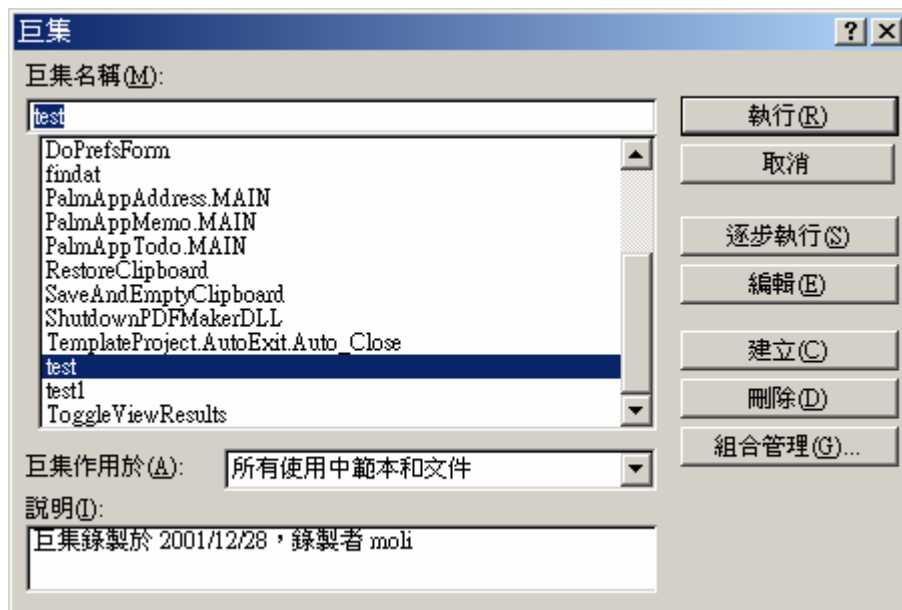 巨集
巨集名稱(M):
test
執行(R)
DoPrefsForm
findat
PalmAppAddress.MAIN
PalmAppMemo.MAIN
PalmAppTodo.MAIN
RestoreClipboard
SaveAndEmptyClipboard
ShutdownPDFMakerDLL
TemplateProject.AutoExit.Auto_Close
test
test1
ToggleViewResults
取消
逐步執行(S)
編輯(E)
建立(C)
刪除(D)
組合管理(G)...
巨集作用於(A):
所有使用中範本和文件
說明(I):
巨集錄製於 2001/12/28，錄製者 moli